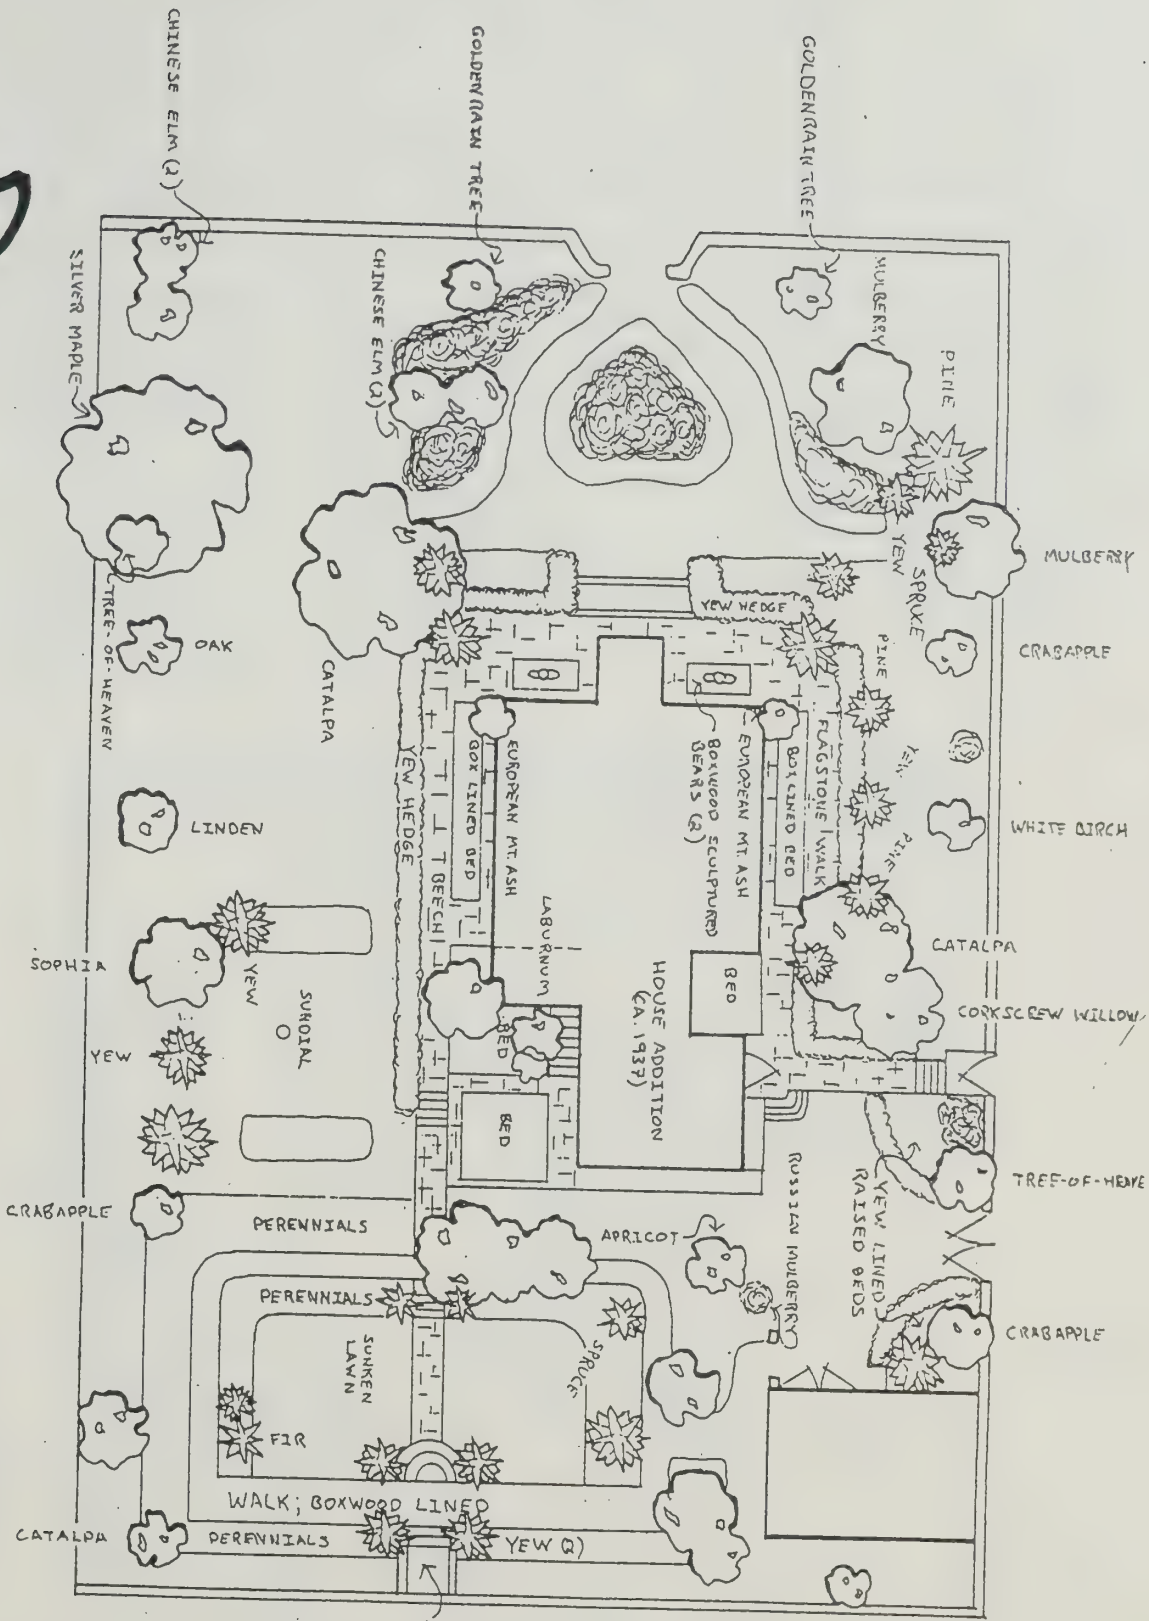 CHINESE ELM (2)
GOLDENRAIN TREE
GOLDENRAIN TREE
MULBERRY
PINE
CHINESE ELM (2)
SILVER MAPLE
MULBERRY
YEW
SPRUCE
YEW HEDGE
TREE-OF-HEAVEN
OAK
CATALPA
PINE
CRABAPPLE
EUROPEAN MT. ASH
BOX LINED BED
YEW HEDGE
BOXWOOD SCULPTURED
BEARS (2)
EUROPEAN MT. ASH
BOX LINED BED
FLAGSTONE WALK
YEW
WHITE BIRCH
LINDEN
PINE
BEECH
LABURNUM
CATALPA
SOPHIA
YEW
BED
HOUSE ADDITION
(CA. 1937)
CORKSCREW WILLOW
SUNDIAL
BED
YEW
BED
TREE-OF-HEAVE
YEW LINED
RAISED BEDS
RUSSIAN MULBERRY
CRABAPPLE
PERENNIALS
APRICOT
PERENNIALS
SPRUCE
CRABAPPLE
SUNKEN
LAWN
FIR
WALK; BOXWOOD LINED
CATALPA
PERENNIALS
YEW (2)